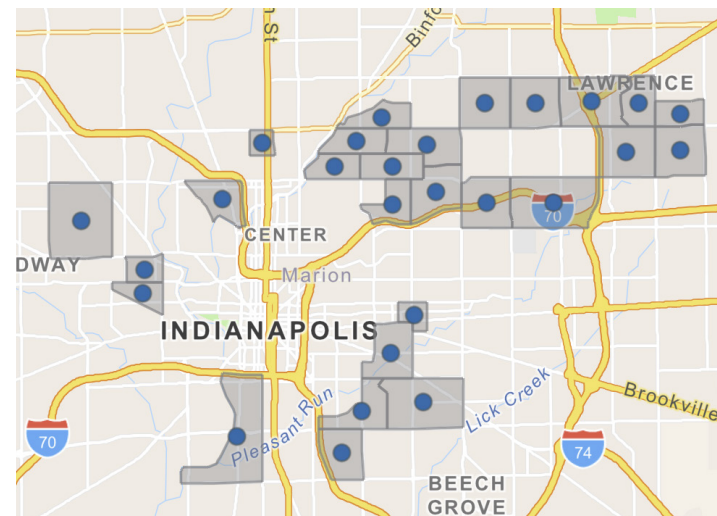 n St
Binfo
LAWRENCE
70
CENTER
DWAY
Marion
INDIANAPOLIS
Brookville
Pleasant Run
Lick Creek
70
74
BEECH
GROVE